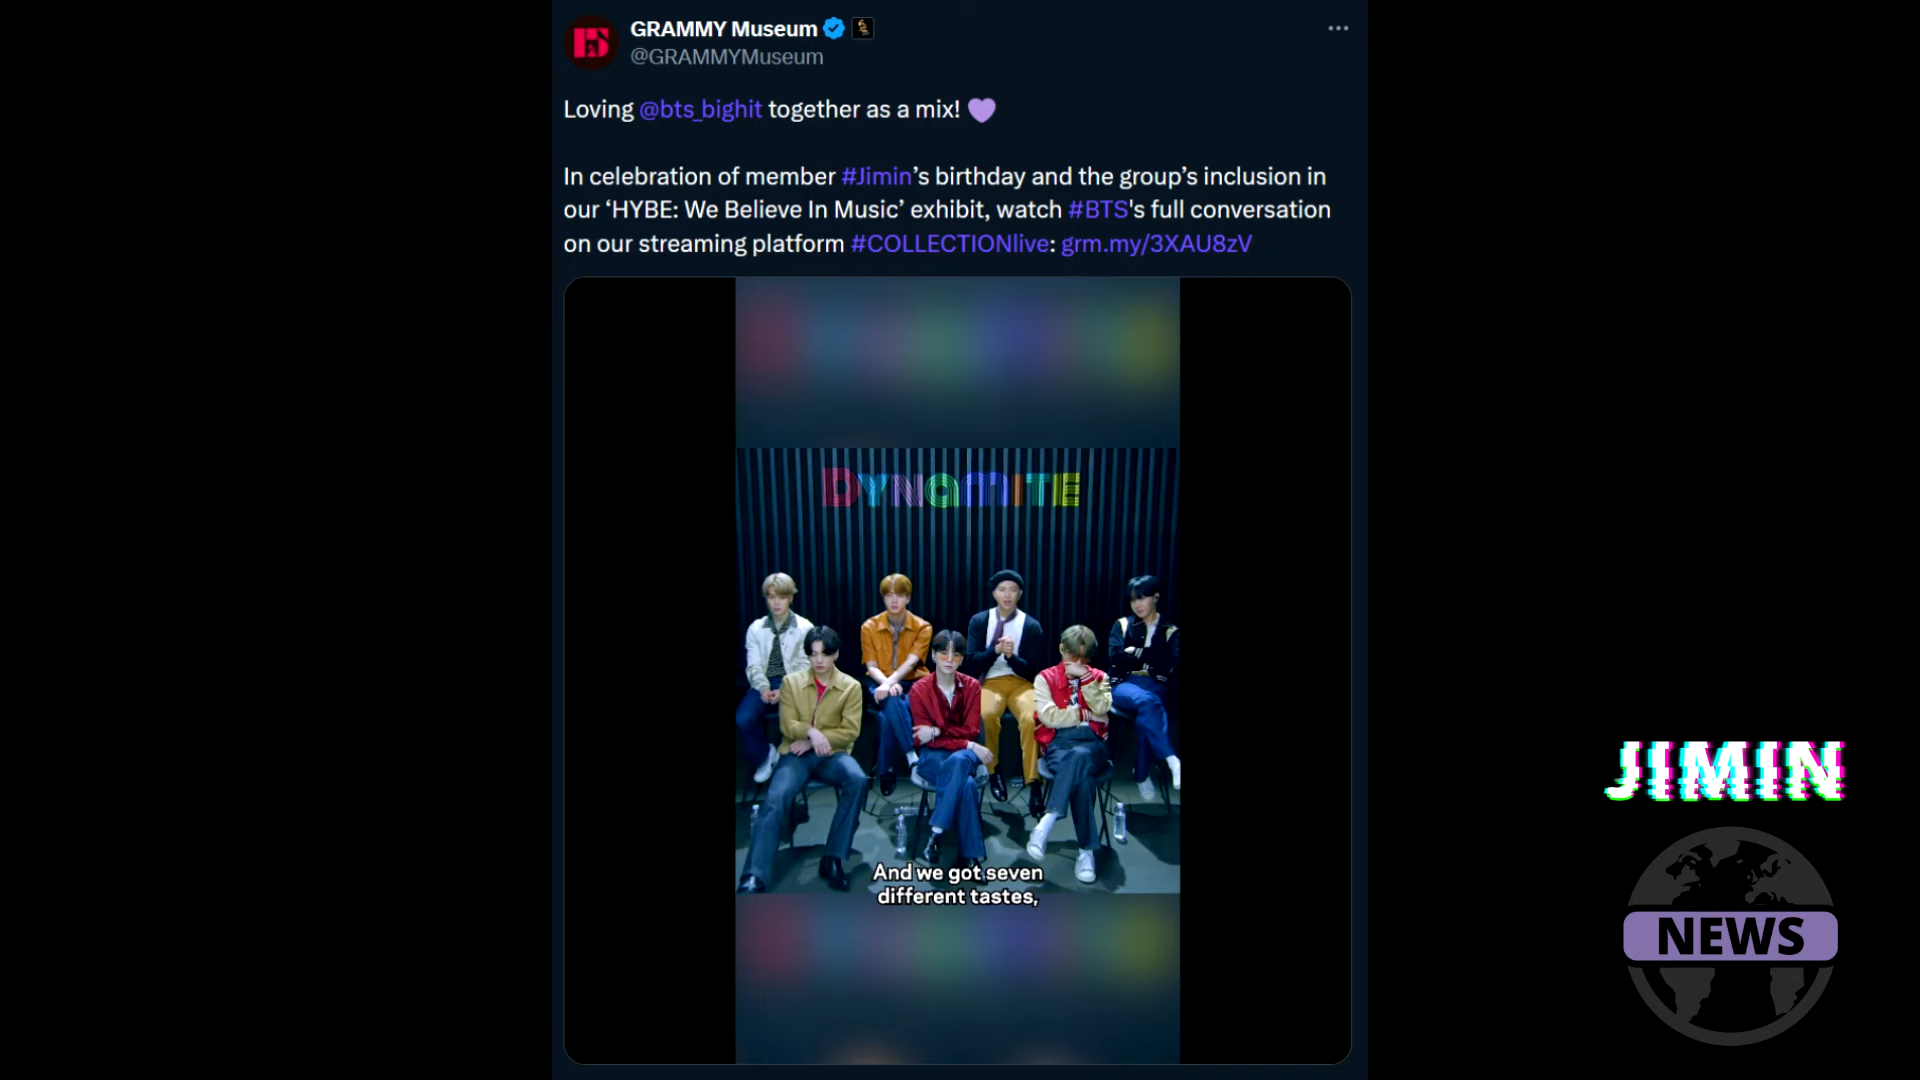 GRAMMY Museum
@GRAMMYMuseum
Loving @bts_bighit together as a mix! 💜
In celebration of member #Jimin’s birthday and the group’s inclusion in
our ‘HYBE: We Believe In Music’ exhibit, watch #BTS's full conversation
on our streaming platform #COLLECTIONlive: grm.my/3XAU8zV
DYNaMITE
And we got seven
different tastes,
JIMIN
NEWS